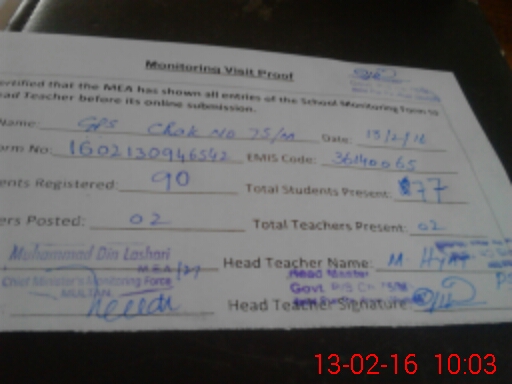 Monitoring Visit Proof
ertified that the MEA has shown all entries of the School Monitoring Form to
ead Teacher before its online submission.
Name: GPS Chak No 75/M Date: 13/2/16
orm No: 1602130946542 EMIS Code: 36140065
ents Registered: 90 Total Students Present: 77
ers Posted: 02 Total Teachers Present: 02
Muhammad Din Lashari
MEA/27
Head Teacher Name: M.
Chief Minister's Monitoring Force
MULTAN
Head Master
Govt.
Head Teacher Signature
13-02-16 10:03